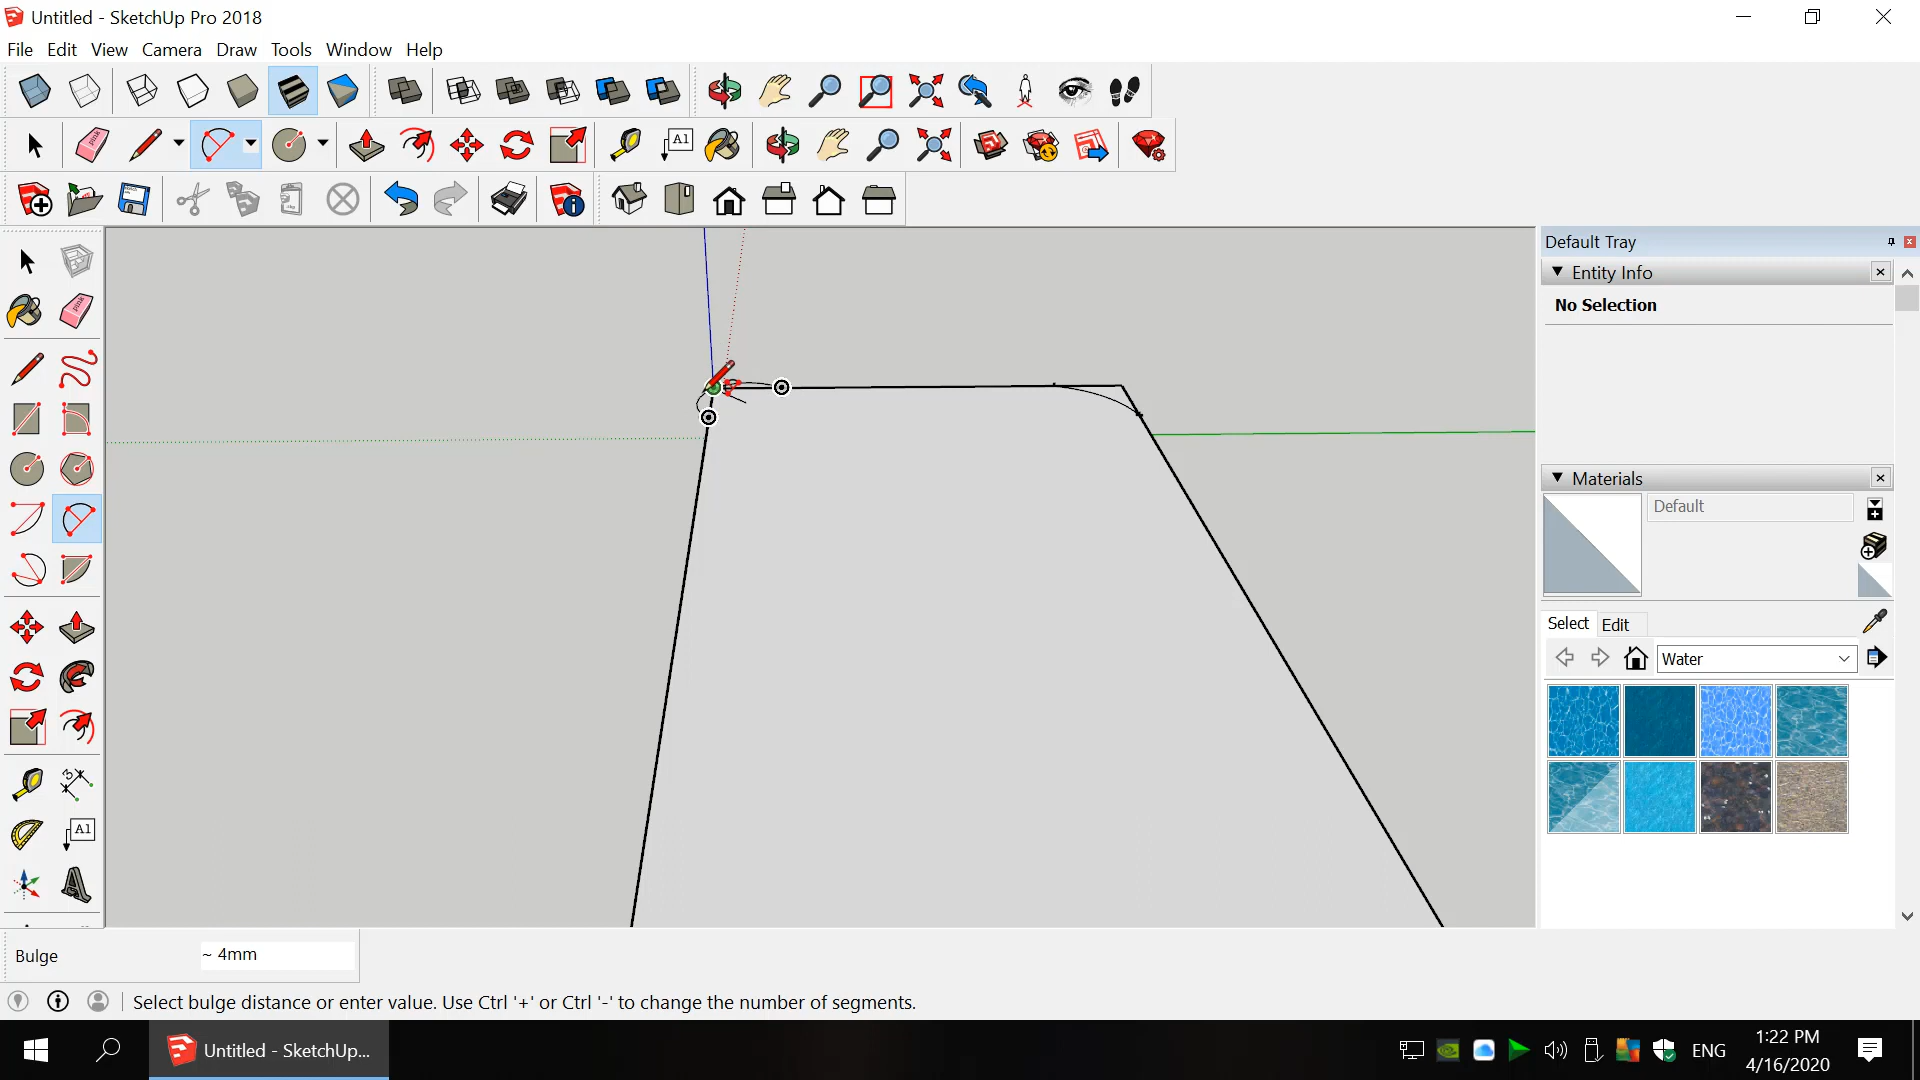 Untitled - SketchUp Pro 2018
File Edit View Camera Draw Tools Window Help
A1
Default Tray
Entity Info
No Selection
Materials
Default
Select Edit
Water
A1
Bulge ~ 4mm
Select bulge distance or enter value. Use Ctrl '+' or Ctrl '-' to change the number of segments.
Untitled - SketchUp...
ENG
1:22 PM
4/16/2020